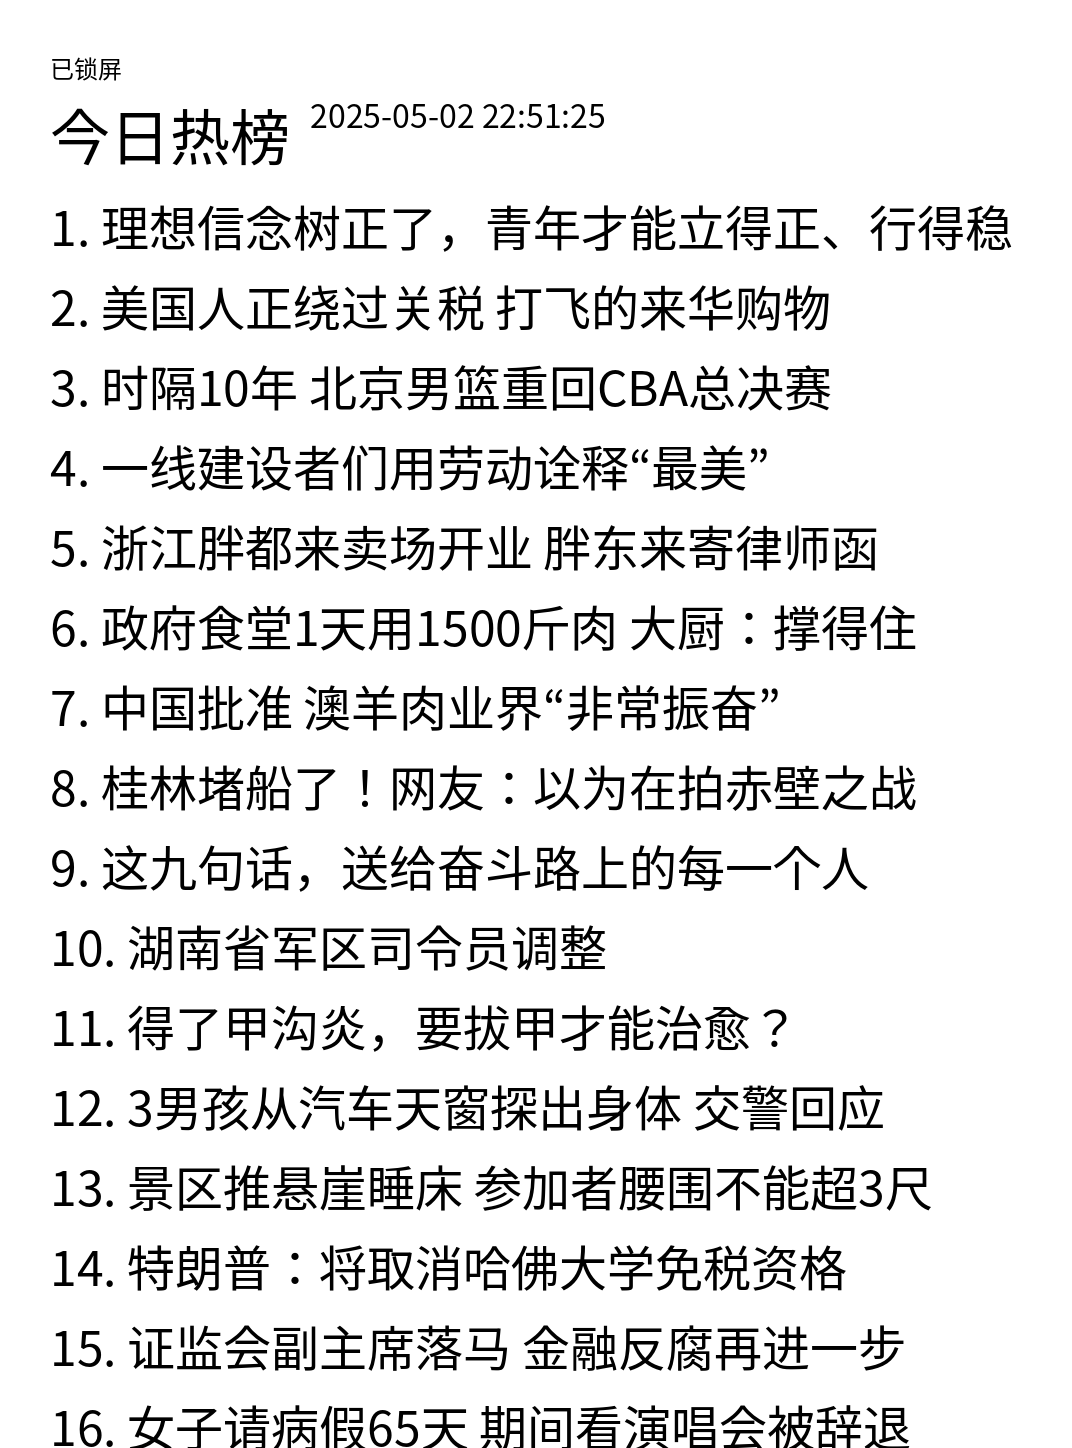 已锁屏
今日热榜 2025-05-02 22:51:25
1. 理想信念树正了，青年才能立得正、行得稳
2. 美国人正绕过关税 打飞的来华购物
3. 时隔10年 北京男篮重回CBA总决赛
4. 一线建设者们用劳动诠释“最美”
5. 浙江胖都来卖场开业 胖东来寄律师函
6. 政府食堂1天用1500斤肉 大厨：撑得住
7. 中国批准 澳羊肉业界“非常振奋”
8. 桂林堵船了！网友：以为在拍赤壁之战
9. 这九句话，送给奋斗路上的每一个人
10. 湖南省军区司令员调整
11. 得了甲沟炎，要拔甲才能治愈？
12. 3男孩从汽车天窗探出身体 交警回应
13. 景区推悬崖睡床 参加者腰围不能超3尺
14. 特朗普：将取消哈佛大学免税资格
15. 证监会副主席落马 金融反腐再进一步
16. 女子请病假65天 期间看演唱会被辞退